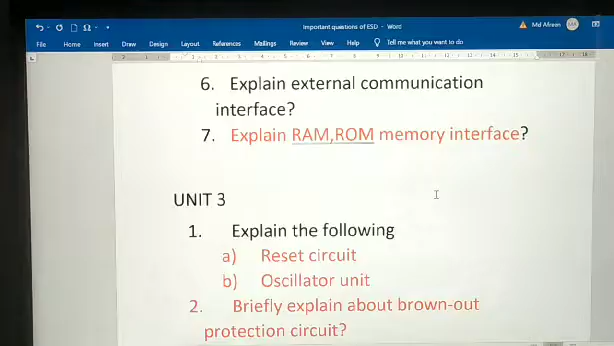 Important questions of ESD - Word
Md Afreen
File Home Insert Draw Design Layout References Mailings Review View Help Tell me what you want to do
6. Explain external communication
interface?
7. Explain RAM,ROM memory interface?
UNIT 3
1. Explain the following
a) Reset circuit
b) Oscillator unit
2. Briefly explain about brown-out
protection circuit?